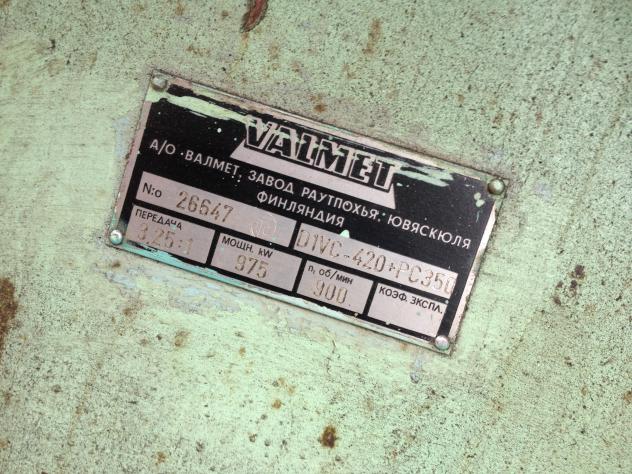 VALMET
А/О ·ВАЛМЕТ, ЗАВОД РАУТПОХЬЯ, ЮВЯСКЮЛЯ
ФИНЛЯНДИЯ
N:o 26647 D1VC-420+PC350
ПЕРЕДАЧА 3,25:1 МОЩН. kW 975 n, об/мин 900 КОЭФ. ЭКСПЛ.